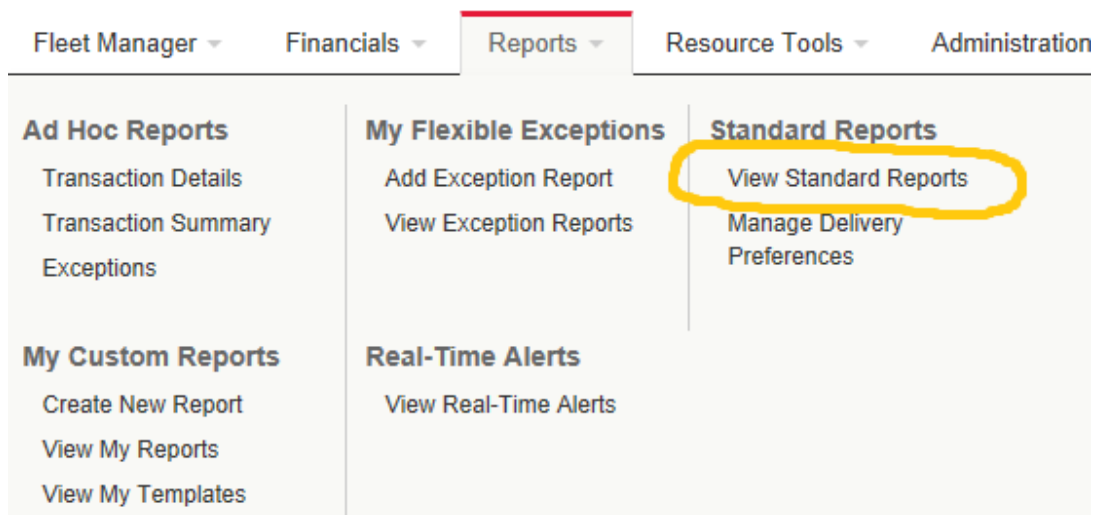 Fleet Manager Financials Reports Resource Tools Administration
Ad Hoc Reports
Transaction Details
Transaction Summary
Exceptions
My Flexible Exceptions
Add Exception Report
View Exception Reports
Standard Reports
View Standard Reports
Manage Delivery
Preferences
My Custom Reports
Create New Report
View My Reports
View My Templates
Real-Time Alerts
View Real-Time Alerts